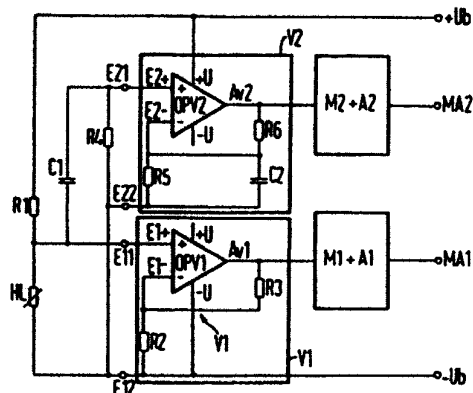 +Ub
V2
E21
E2+
+U
OPV2
Av2
E2-
-U
R6
M2+A2
MA2
R4
C1
R5
C2
E22
R1
+U
E1+
Av1
E11
E1-
OPV1
-U
R3
M1+A1
MA1
HL
R2
V1
V1
E12
-Ub